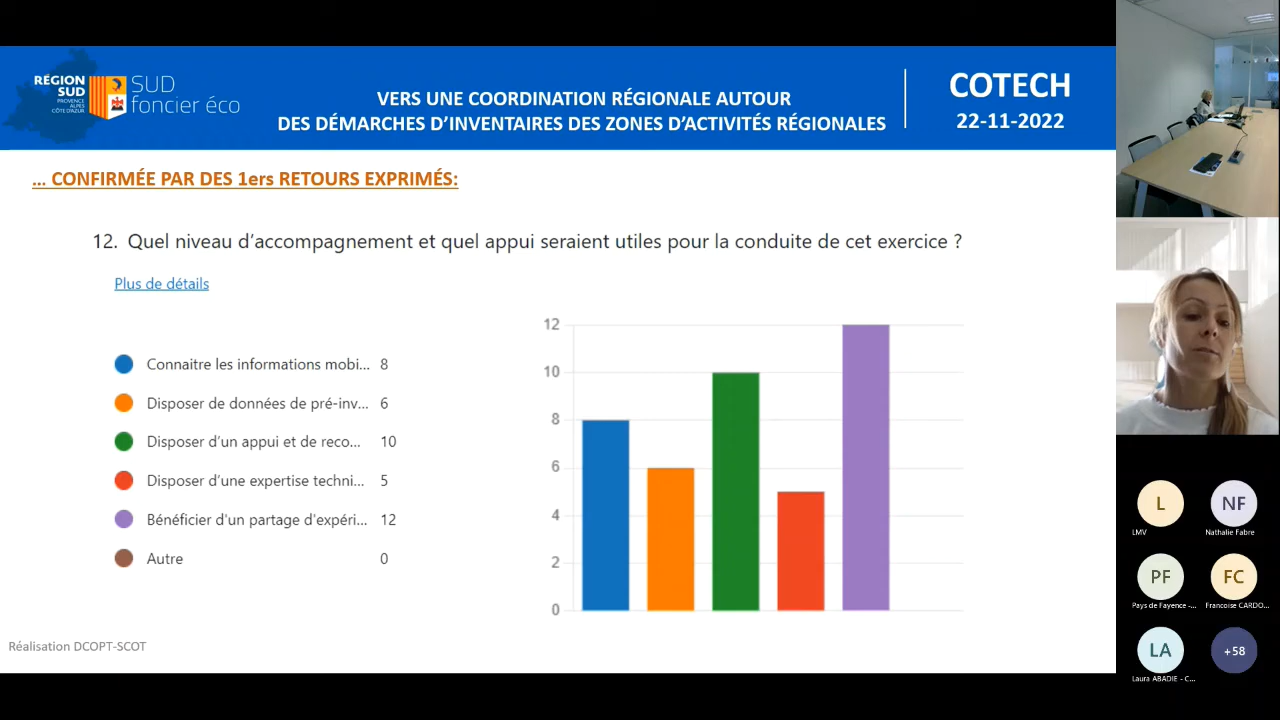 RÉGION
SUD
PROVENCE
ALPES
CÔTE D'AZUR
SUD
foncier éco
VERS UNE COORDINATION RÉGIONALE AUTOUR
DES DÉMARCHES D'INVENTAIRES DES ZONES D'ACTIVITÉS RÉGIONALES
COTECH
22-11-2022
... CONFIRMÉE PAR DES 1ers RETOURS EXPRIMÉS:
12. Quel niveau d'accompagnement et quel appui seraient utiles pour la conduite de cet exercice ?
Plus de détails
Connaitre les informations mobi... 8
Disposer de données de pré-inv... 6
Disposer d'un appui et de reco... 10
Disposer d'une expertise techni... 5
Bénéficier d'un partage d'expéri... 12
Autre 0
12
10
8
6
4
2
0
Réalisation DCOPT-SCOT
L
LMV
NF
Nathalie Fabre
PF
Pays de Fayence -...
FC
Francoise CARDO...
LA
Laura ABADIE - C...
+58